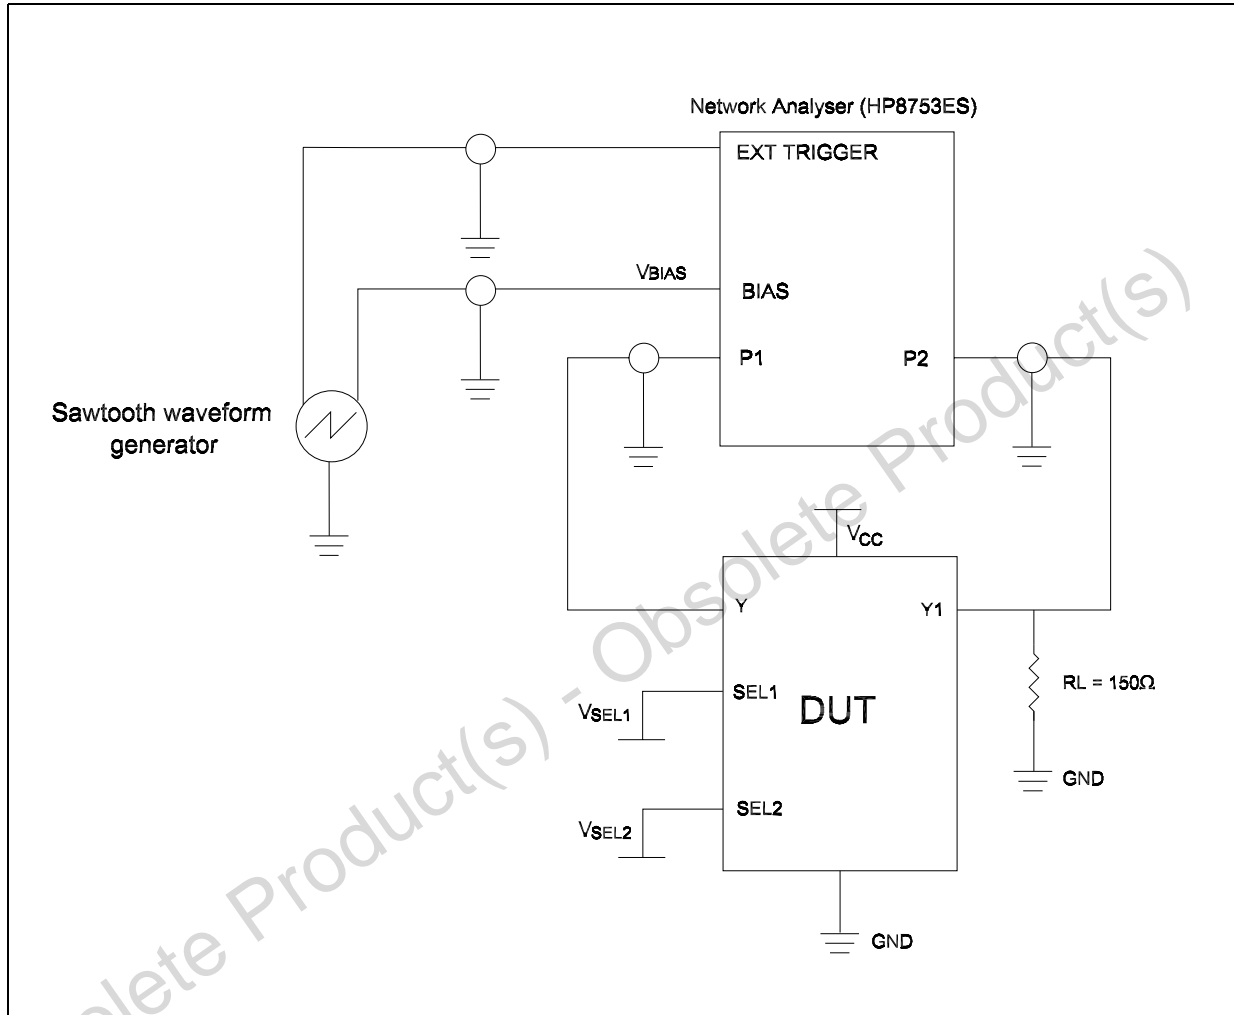 Network Analyser (HP8753ES)
EXT TRIGGER
VBIAS
BIAS
P1
P2
Sawtooth waveform
generator
VCC
Y
Y1
SEL1
VSEL1
DUT
RL = 150Ω
GND
SEL2
VSEL2
GND
olete Product(s) - Obsolete Product(s)